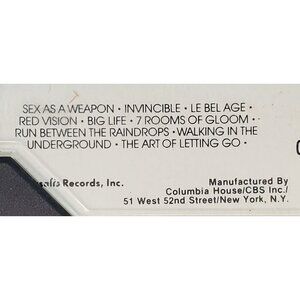 SEX AS A WEAPON • INVINCIBLE • LE BEL AGE •
RED VISION • BIG LIFE • 7 ROOMS OF GLOOM •
RUN BETWEEN THE RAINDROPS • WALKING IN THE
UNDERGROUND • THE ART OF LETTING GO •
Records, Inc.
Manufactured By
Columbia House/CBS Inc./
51 West 52nd Street/New York, N.Y.